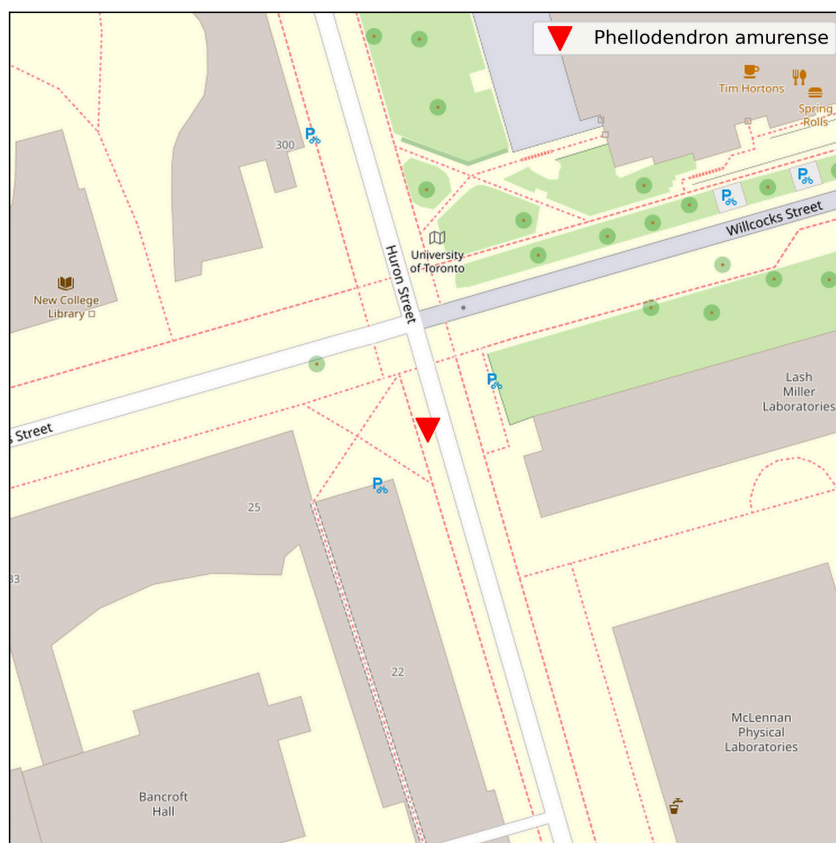 Phellodendron amurense
Tim Hortons
Spring
Rolls
300
Willcocks Street
University
of Toronto
Huron Street
New College
Library
Lash
Miller
Laboratories
s Street
25
33
22
McLennan
Physical
Laboratories
Bancroft
Hall